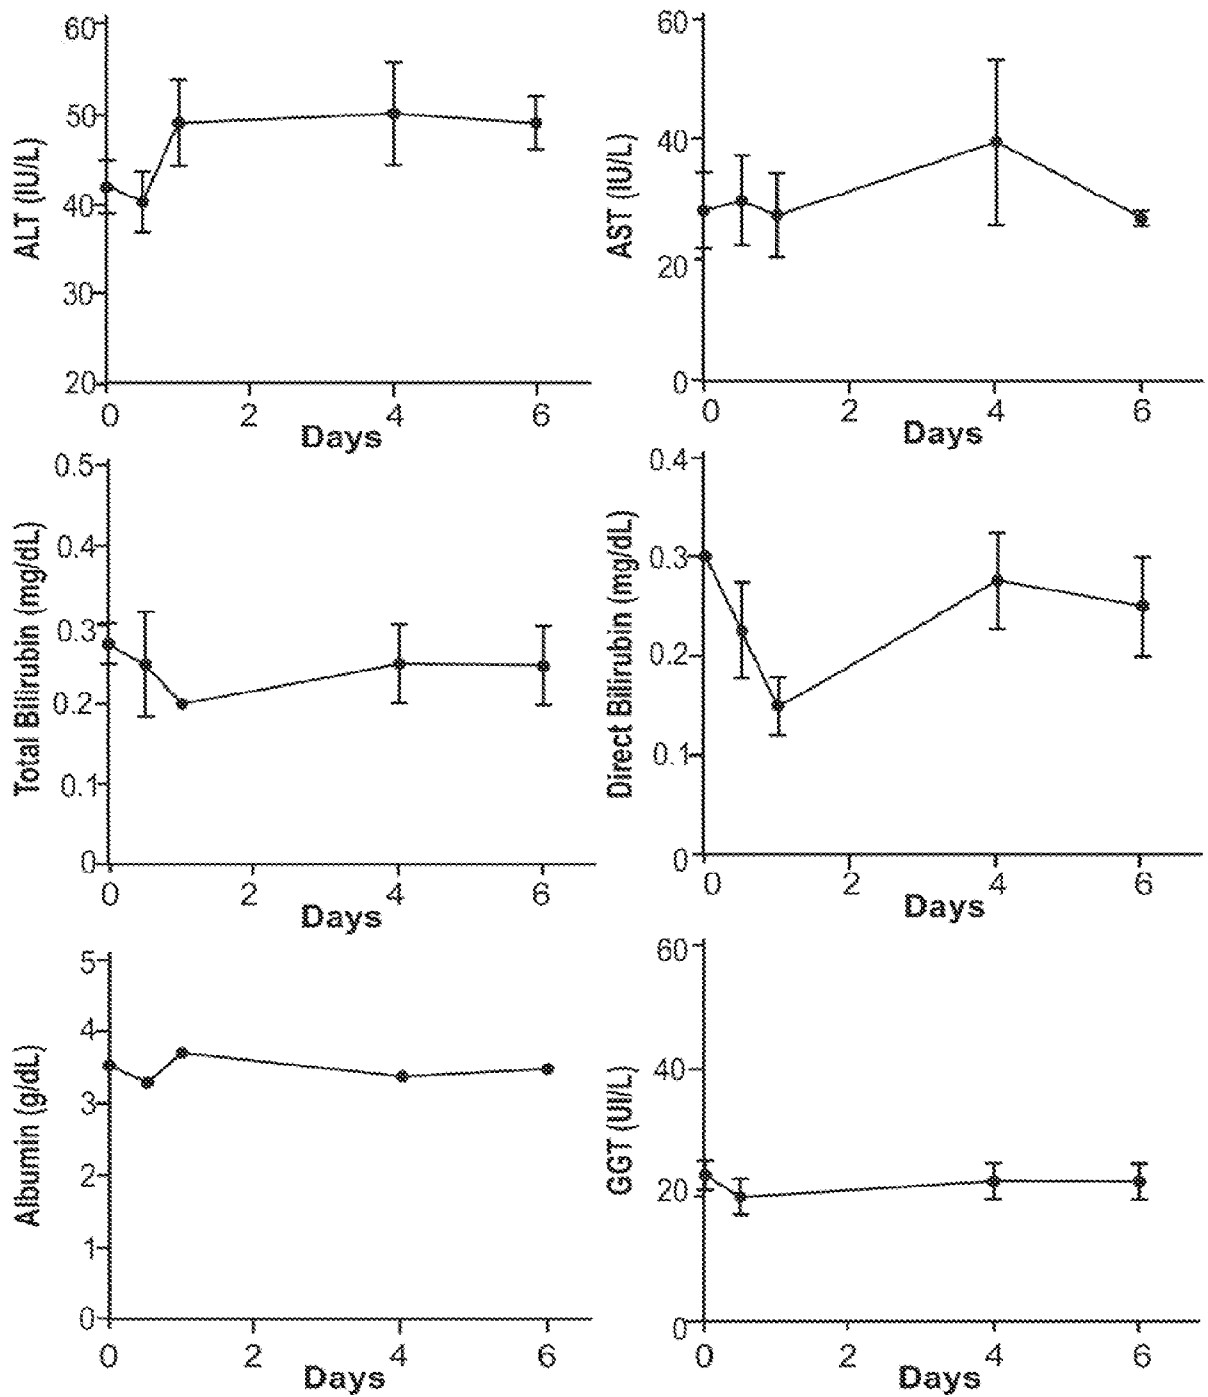 ALT (IU/L)
60
50
40
30
20
0 2 4 6
Days
AST (IU/L)
60
40
20
0
0 2 4 6
Days
Total Bilirubin (mg/dL)
0.5
0.4
0.3
0.2
0.1
0
0 2 4 6
Days
Direct Bilirubin (mg/dL)
0.4
0.3
0.2
0.1
0
0 2 4 6
Days
Albumin (g/dL)
5
4
3
2
1
0
0 2 4 6
Days
GGT (UI/L)
60
40
20
0
0 2 4 6
Days